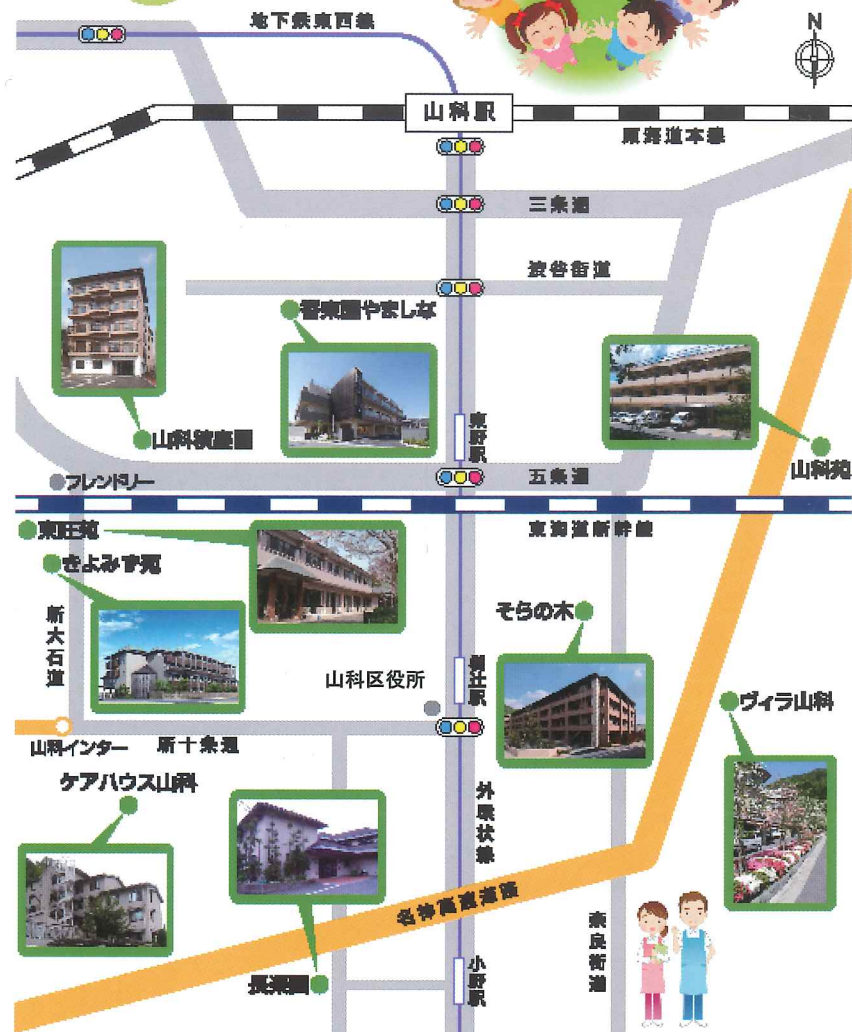 地下鉄東西線
N
山科駅
東海道本線
三条通
渋谷街道
香東園やましな
東野駅
山科積慶園
五条通
山科苑
フレンドリー
東海道新幹線
きよみず苑
新大石道
そらの木
山科区役所
椥辻駅
ヴィラ山科
山科インター
新十条通
ケアハウス山科
外環状線
名神高速道路
奈良街道
長楽園
小野駅